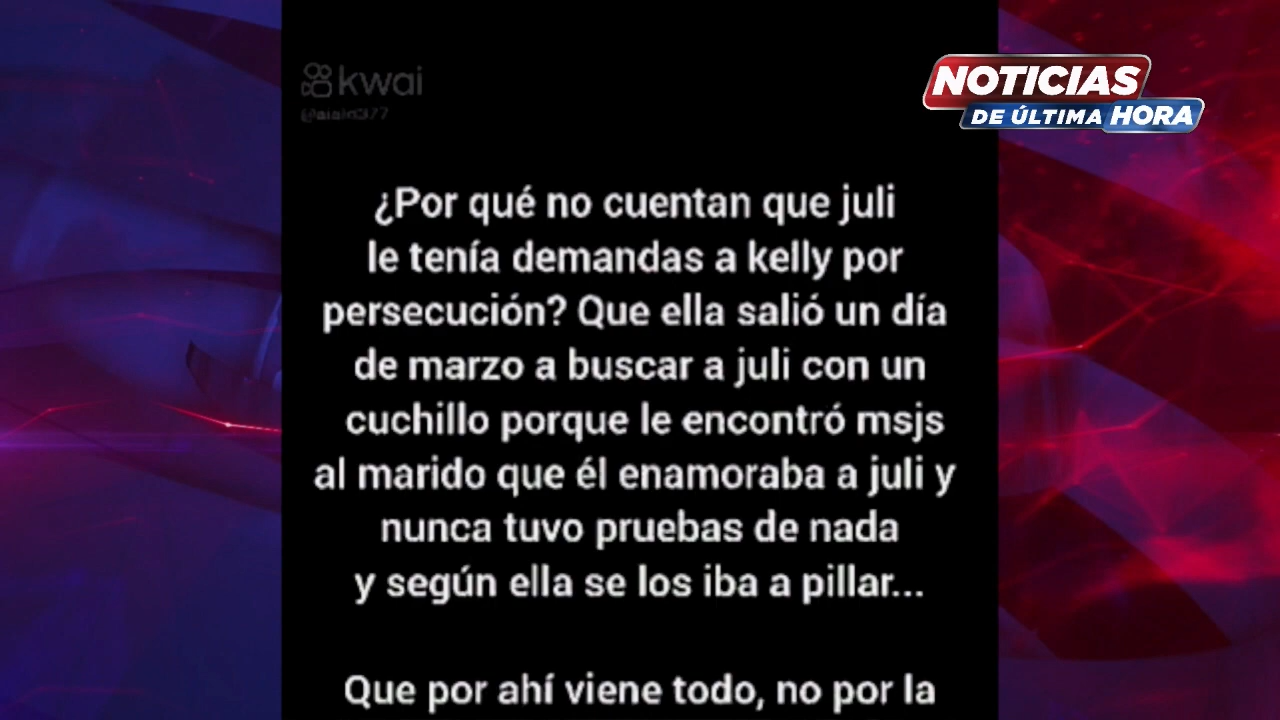 kwai
NOTICIAS
DE ÚLTIMA HORA
¿Por qué no cuentan que juli
le tenía demandas a kelly por
persecución? Que ella salió un día
de marzo a buscar a juli con un
cuchillo porque le encontró msjs
al marido que él enamoraba a juli y
nunca tuvo pruebas de nada
y según ella se los iba a pillar...
Que por ahí viene todo, no por la